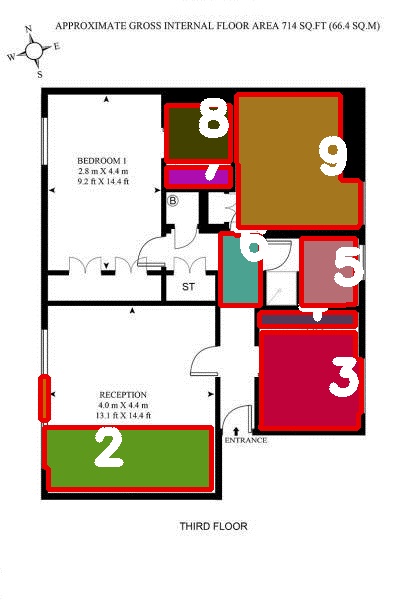 APPROXIMATE GROSS INTERNAL FLOOR AREA 714 SQ.FT (66.4 SQ.M)
N
W E
S
8
9
BEDROOM 1
2.8 m X 4.4 m
9.2 ft X 14.4 ft
7
B
6
5
ST
3
RECEPTION
4.0 m X 4.4 m
13.1 ft X 14.4 ft
2
ENTRANCE
THIRD FLOOR